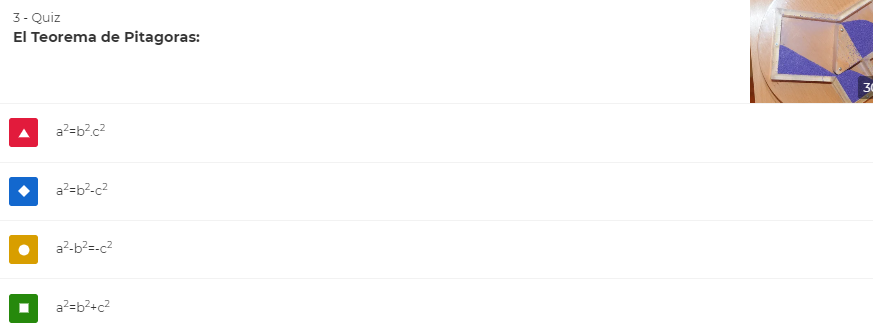 3 - Quiz
El Teorema de Pitagoras:
a²=b².c²
a²=b²-c²
a²-b²=-c²
a²=b²+c²